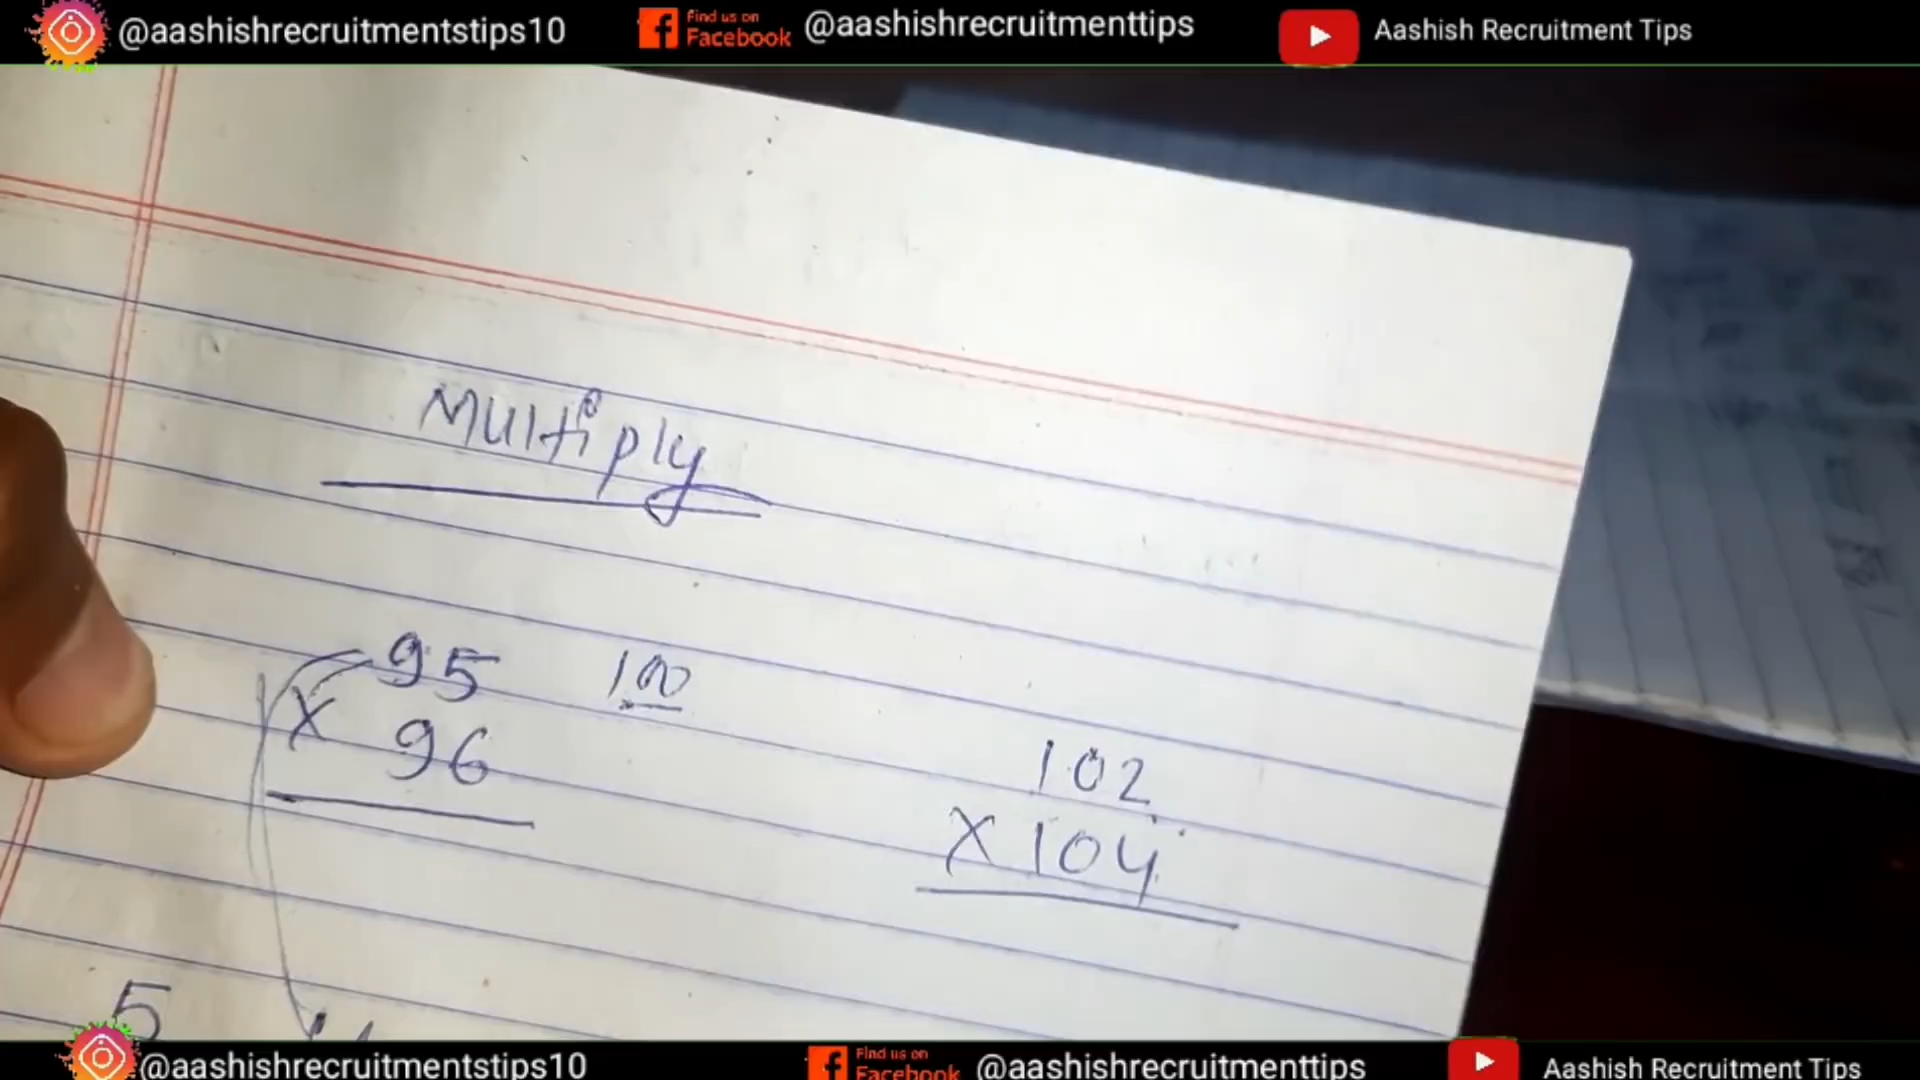 @aashishrecruitmentstips10
Find us on
Facebook
@aashishrecruitmenttips
Aashish Recruitment Tips
Multiply
95 100
X 96
102
X 104
5
@aashishrecruitmentstips10
Find us on
Facebook
@aashishrecruitmenttips
Aashish Recruitment Tips